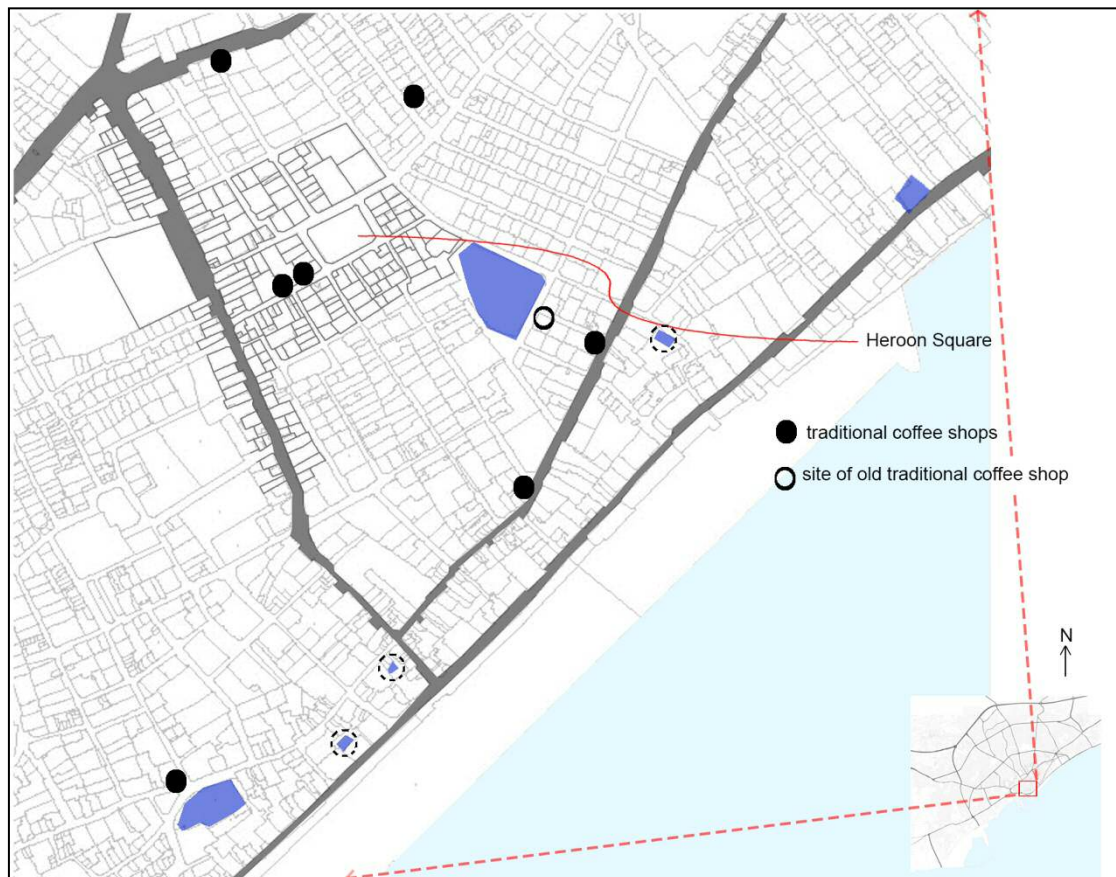 Heroon Square
traditional coffee shops
site of old traditional coffee shop
N